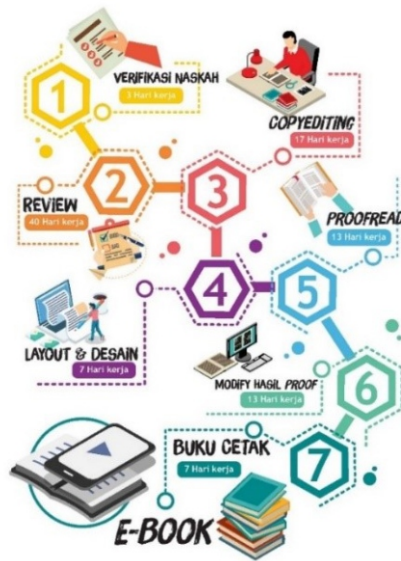 1
VERIFIKASI NASKAH
3 Hari kerja
2
REVIEW
40 Hari kerja
3
COPYEDITING
17 Hari kerja
4
LAYOUT & DESAIN
7 Hari kerja
5
PROOFREAD
13 Hari kerja
6
MODIFY HASIL PROOF
13 Hari kerja
7
BUKU CETAK
7 Hari kerja
E-BOOK